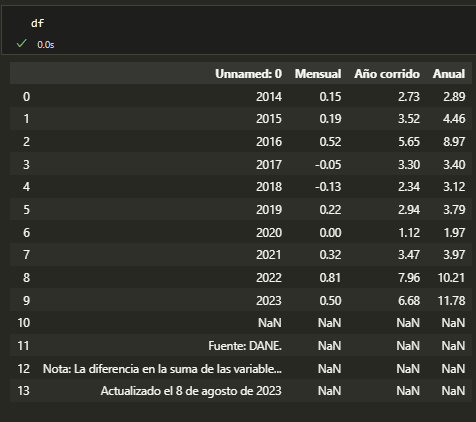 df
0.0s
Unnamed: 0 Mensual Año corrido Anual
0 2014 0.15 2.73 2.89
1 2015 0.19 3.52 4.46
2 2016 0.52 5.65 8.97
3 2017 -0.05 3.30 3.40
4 2018 -0.13 2.34 3.12
5 2019 0.22 2.94 3.79
6 2020 0.00 1.12 1.97
7 2021 0.32 3.47 3.97
8 2022 0.81 7.96 10.21
9 2023 0.50 6.68 11.78
10 NaN NaN NaN NaN
11 Fuente: DANE. NaN NaN NaN
12 Nota: La diferencia en la suma de las variable... NaN NaN NaN
13 Actualizado el 8 de agosto de 2023 NaN NaN NaN